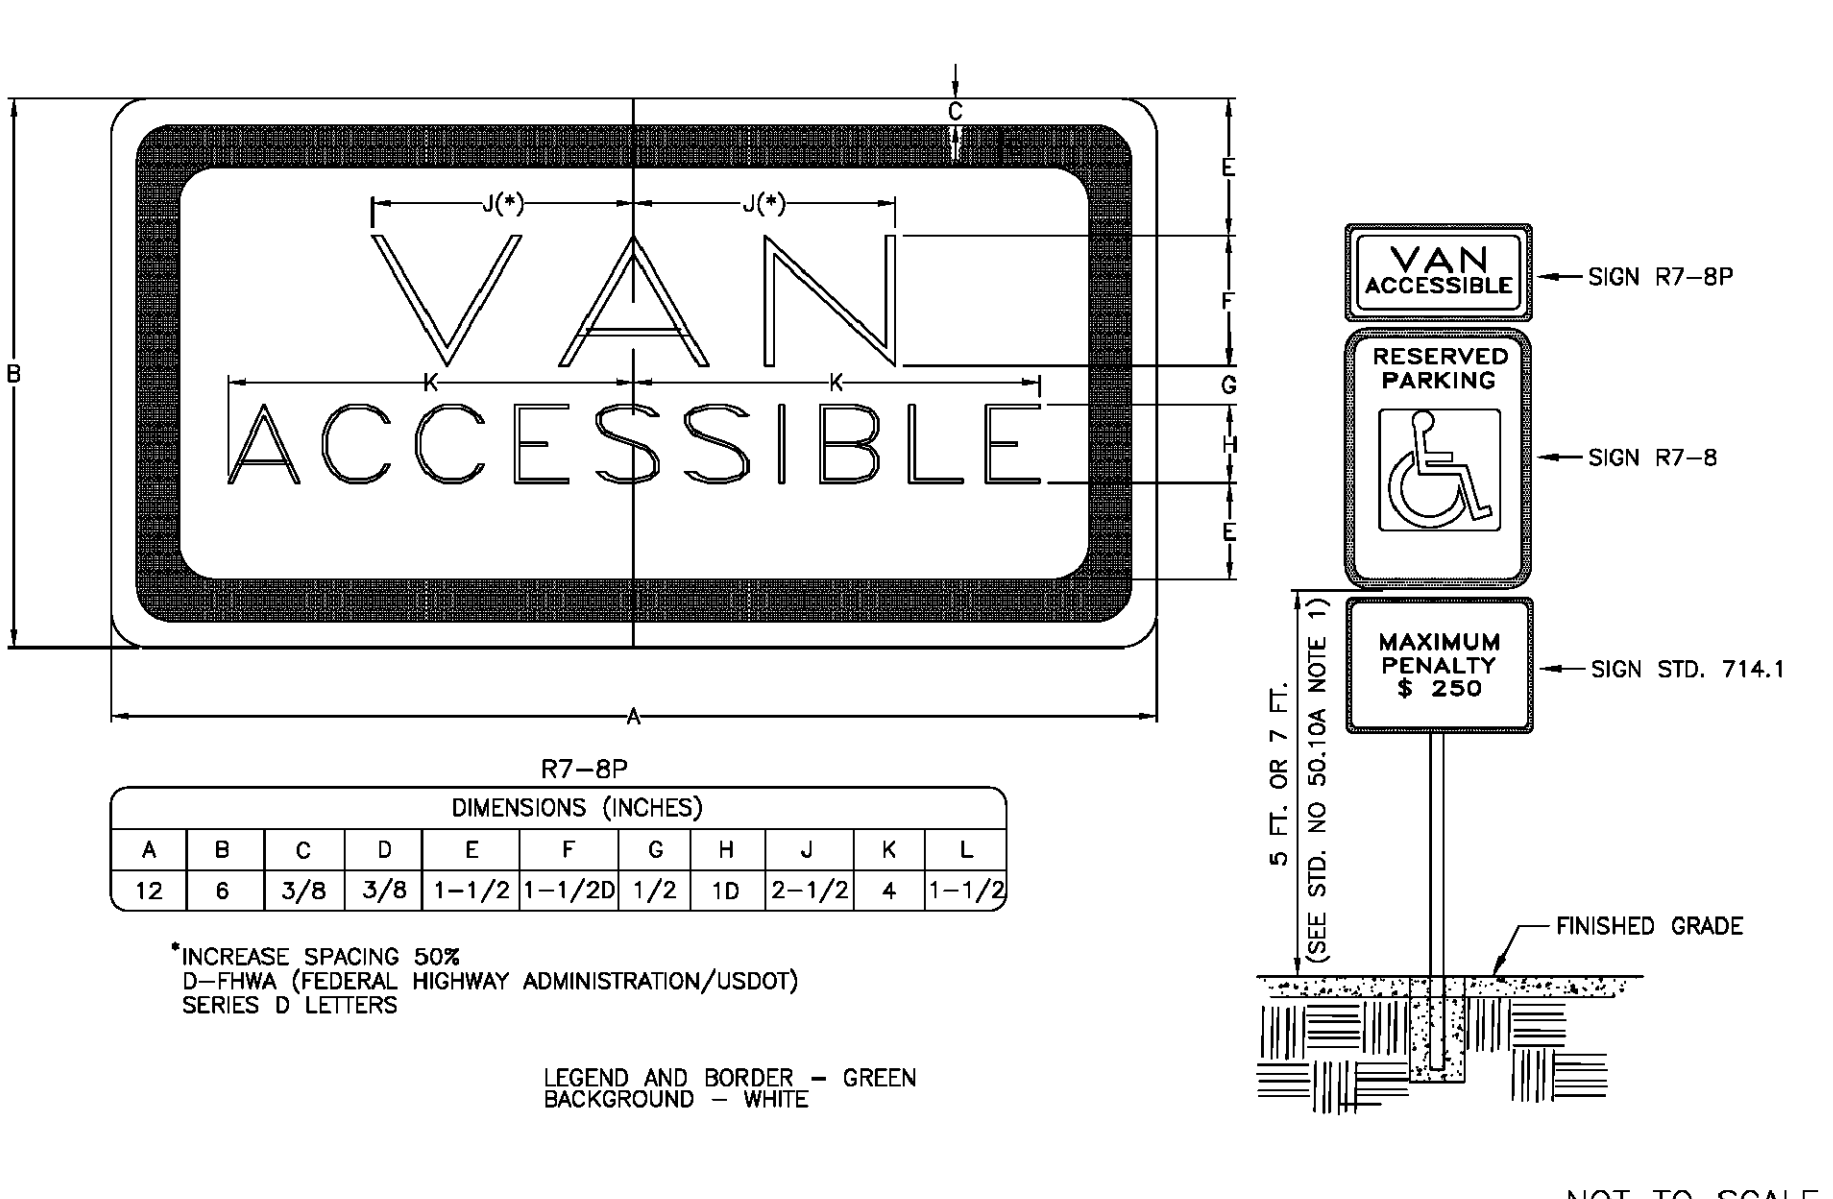 C
E
J(*)
J(*)
VAN
F
B
K
K
G
ACCESSIBLE
H
E
A
R7-8P
DIMENSIONS (INCHES)
A B C D E F G H J K L
12 6 3/8 3/8 1-1/2 1-1/2D 1/2 1D 2-1/2 4 1-1/2
*INCREASE SPACING 50%
D-FHWA (FEDERAL HIGHWAY ADMINISTRATION/USDOT)
SERIES D LETTERS
LEGEND AND BORDER - GREEN
BACKGROUND - WHITE
VAN
ACCESSIBLE
SIGN R7-8P
RESERVED
PARKING
SIGN R7-8
MAXIMUM
PENALTY
$ 250
SIGN STD. 714.1
5 FT. OR 7 FT.
(SEE STD. NO 50.10A NOTE 1)
FINISHED GRADE
NOT TO SCALE